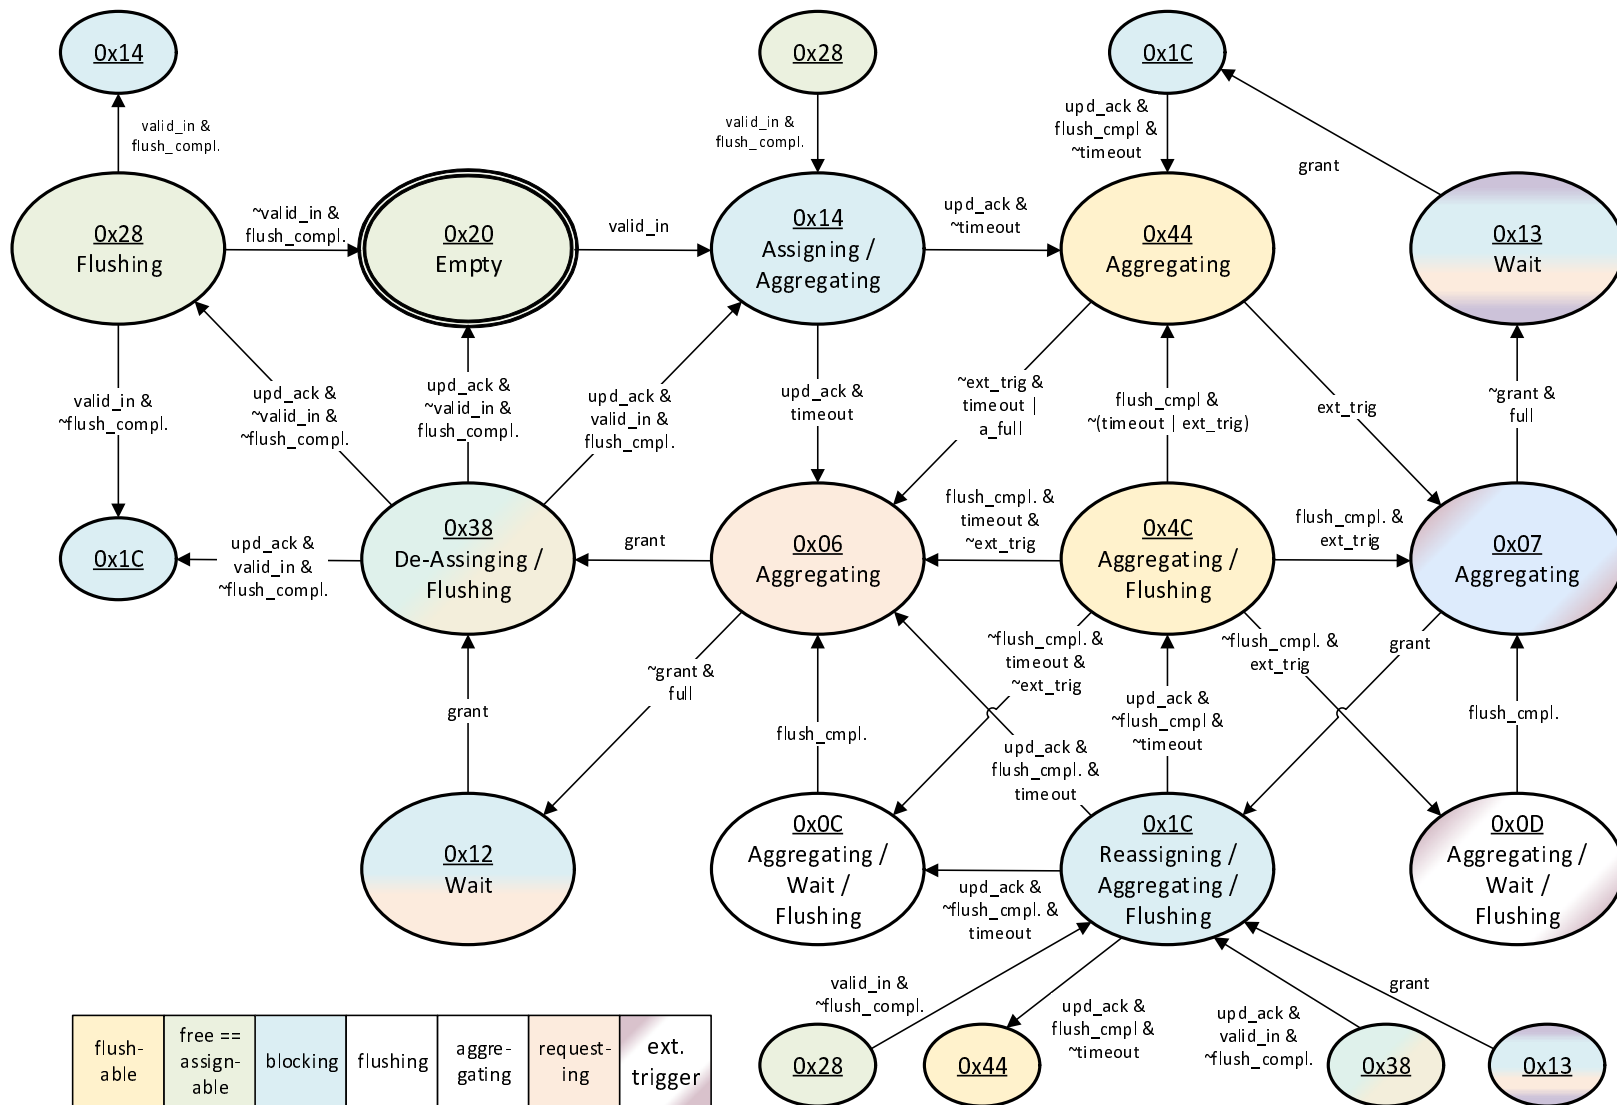 0x14
0x28
0x1C
valid_in &
flush_compl.
valid_in &
flush_compl.
upd_ack &
flush_cmpl &
~timeout
grant
0x28
Flushing
~valid_in &
flush_compl.
0x20
Empty
valid_in
0x14
Assigning /
Aggregating
upd_ack &
~timeout
0x44
Aggregating
0x13
Wait
valid_in &
~flush_compl.
upd_ack &
~valid_in &
~flush_compl.
upd_ack &
~valid_in &
flush_compl.
upd_ack &
valid_in &
flush_cmpl.
upd_ack &
timeout
~ext_trig &
timeout |
a_full
flush_cmpl &
~(timeout | ext_trig)
ext_trig
~grant &
full
0x1C
upd_ack &
valid_in &
~flush_compl.
0x38
De-Assinging /
Flushing
grant
0x06
Aggregating
flush_cmpl. &
timeout &
~ext_trig
0x4C
Aggregating /
Flushing
flush_cmpl. &
ext_trig
0x07
Aggregating
grant
~grant &
full
flush_cmpl.
~flush_cmpl. &
timeout &
~ext_trig
upd_ack &
flush_cmpl. &
timeout
upd_ack &
~flush_cmpl &
~timeout
~flush_cmpl. &
ext_trig
grant
flush_cmpl.
0x12
Wait
0x0C
Aggregating /
Wait /
Flushing
upd_ack &
~flush_cmpl. &
timeout
0x1C
Reassigning /
Aggregating /
Flushing
0x0D
Aggregating /
Wait /
Flushing
valid_in &
~flush_compl.
upd_ack &
flush_cmpl &
~timeout
upd_ack &
valid_in &
~flush_compl.
grant
0x28
0x44
0x38
0x13
flush-
able
free ==
assign-
able
blocking
flushing
aggre-
gating
request-
ing
ext.
trigger